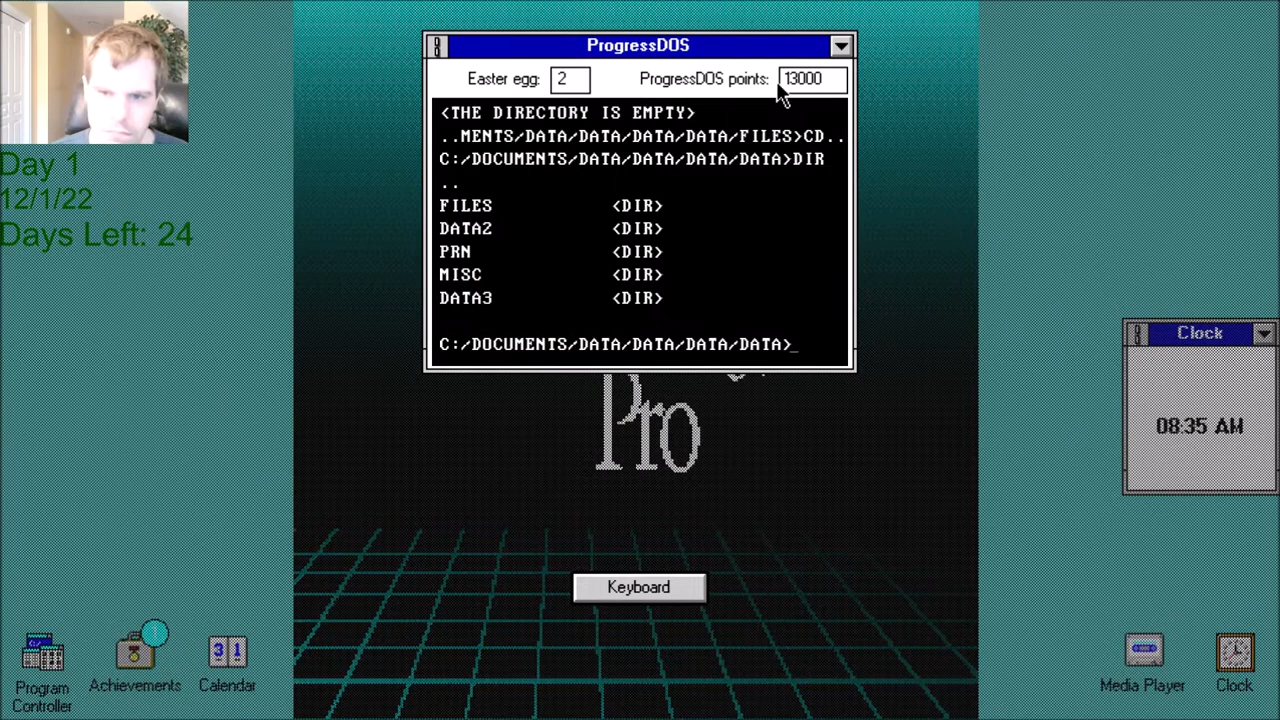 Day 1
12/1/22
Days Left: 24
ProgressDOS
Easter egg: 2
ProgressDOS points: 13000
<THE DIRECTORY IS EMPTY>
..MENTS/DATA/DATA/DATA/DATA/FILES>CD..
C:/DOCUMENTS/DATA/DATA/DATA/DATA>DIR
..
FILES <DIR>
DATA2 <DIR>
PRN <DIR>
MISC <DIR>
DATA3 <DIR>
C:/DOCUMENTS/DATA/DATA/DATA/DATA>_
Pro
Keyboard
Clock
08:35 AM
Program Controller
Achievements
31
Calendar
Media Player
Clock